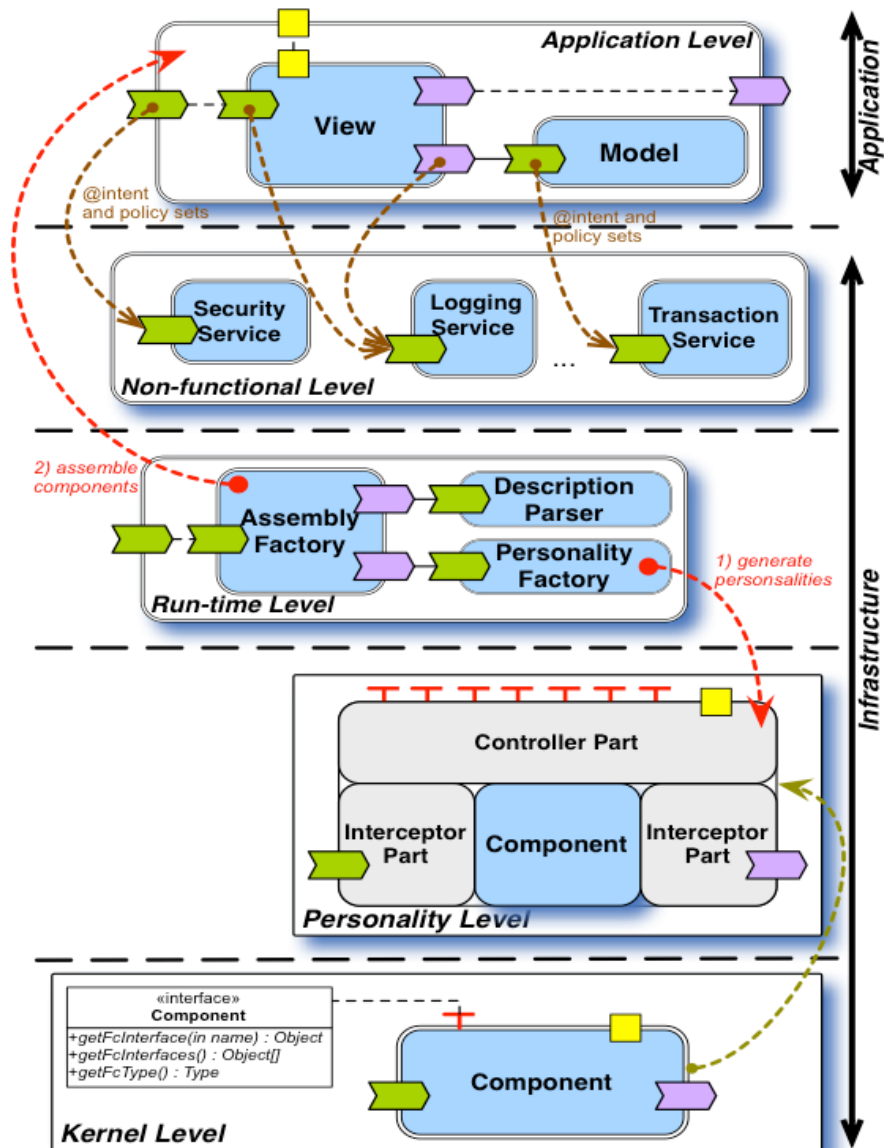 Application Level
Application
View
Model
@intent
and policy sets
@intent and
policy sets
Security
Service
Logging
Service
Transaction
Service
...
Non-functional Level
2) assemble
components
Assembly
Factory
Description
Parser
Personality
Factory
1) generate
personsalities
Run-time Level
Infrastructure
Controller Part
Interceptor
Part
Component
Interceptor
Part
Personality Level
«interface»
Component
+getFcInterface(in name) : Object
+getFcInterfaces() : Object[]
+getFcType() : Type
Component
Kernel Level